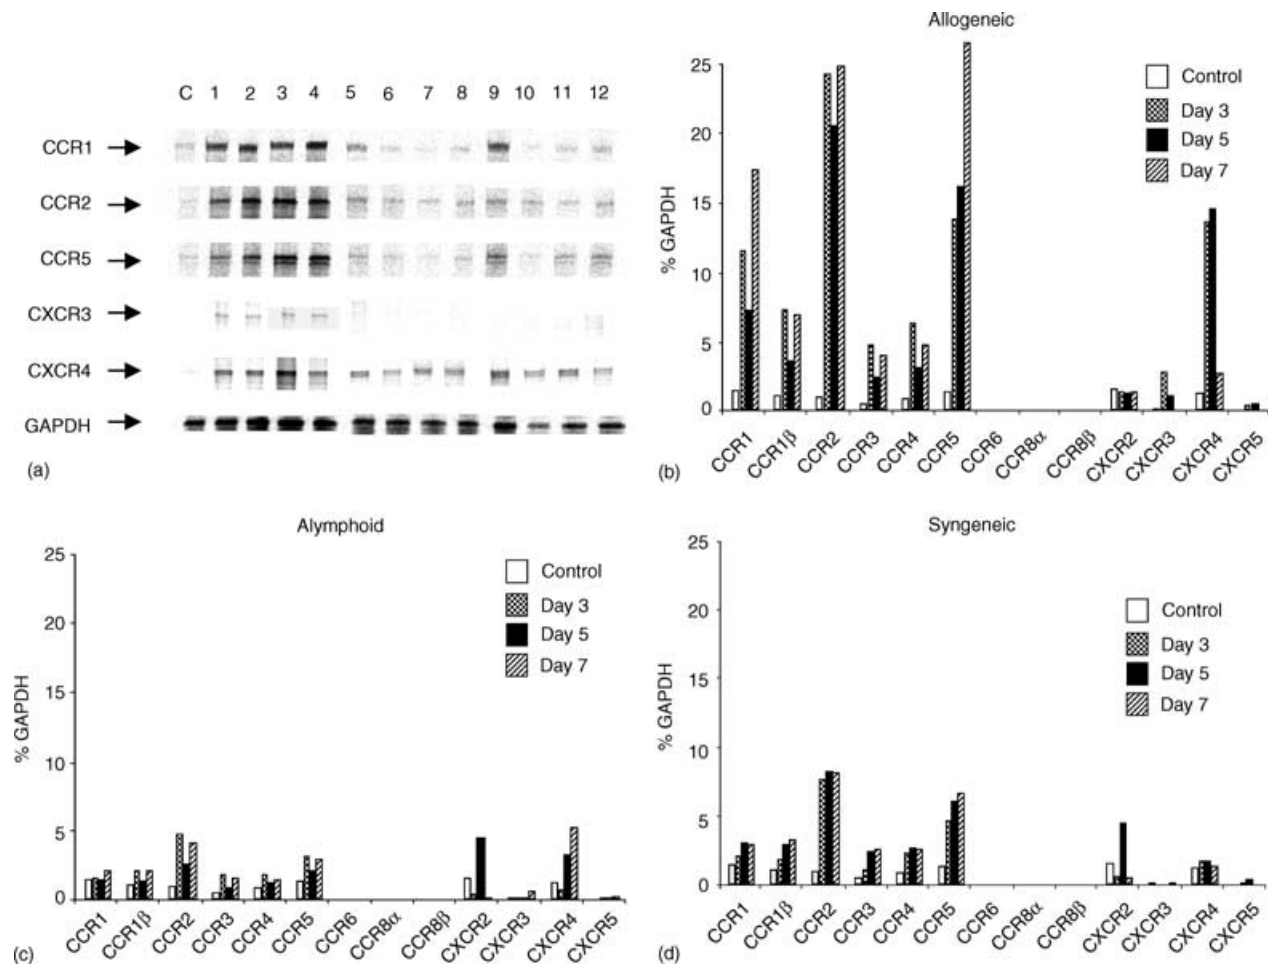 C 1 2 3 4 5 6 7 8 9 10 11 12
CCR1
CCR2
CCR5
CXCR3
CXCR4
GAPDH
(a)
Allogeneic
% GAPDH
25
20
15
10
5
0
Control
Day 3
Day 5
Day 7
CCR1 CCR1β CCR2 CCR3 CCR4 CCR5 CCR6 CCR8α CCR8β CXCR2 CXCR3 CXCR4 CXCR5
(b)
Alymphoid
% GAPDH
25
20
15
10
5
0
Control
Day 3
Day 5
Day 7
CCR1 CCR1β CCR2 CCR3 CCR4 CCR5 CCR6 CCR8α CCR8β CXCR2 CXCR3 CXCR4 CXCR5
(c)
Syngeneic
% GAPDH
25
20
15
10
5
0
Control
Day 3
Day 5
Day 7
CCR1 CCR1β CCR2 CCR3 CCR4 CCR5 CCR6 CCR8α CCR8β CXCR2 CXCR3 CXCR4 CXCR5
(d)